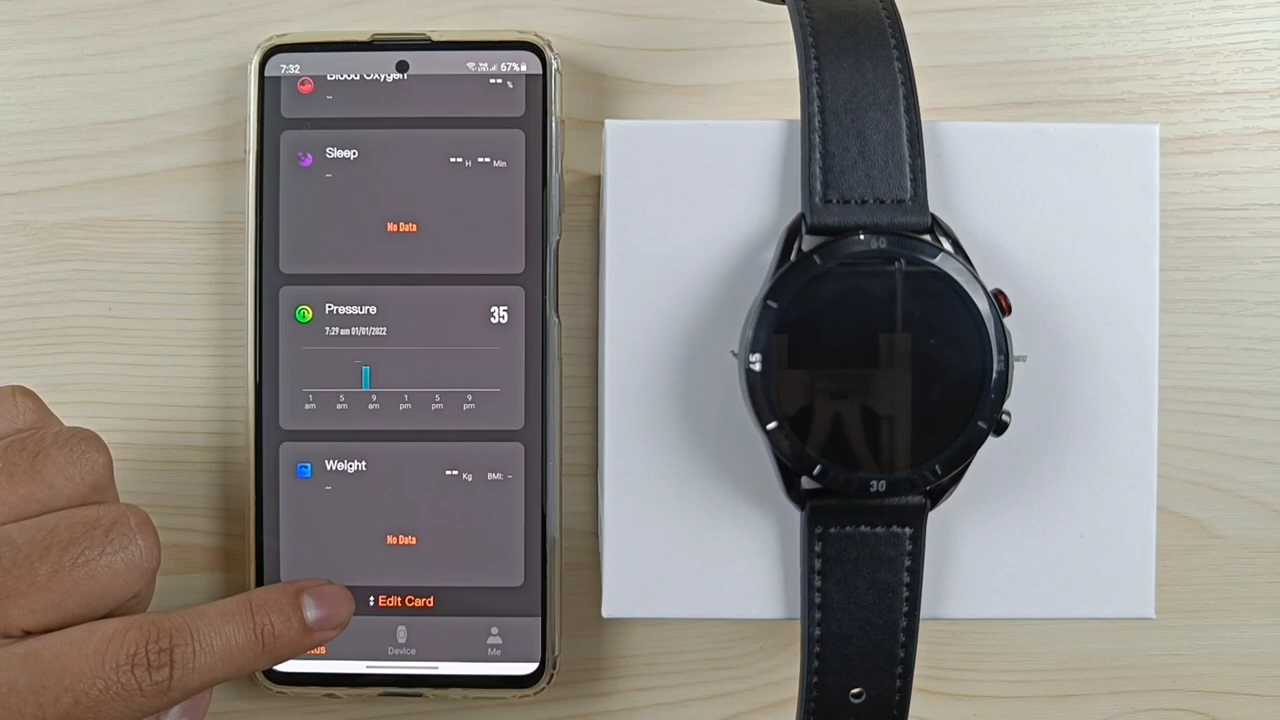 7:32
67%
Blood Oxygen
-- %
--
Sleep
-- H -- Min
--
No Data
Pressure
35
7:29 am 01/01/2022
1 am 5 am 9 am 1 pm 5 pm 9 pm
Weight
-- Kg BMI: --
--
No Data
Edit Card
tus
Device
Me
60
45
30